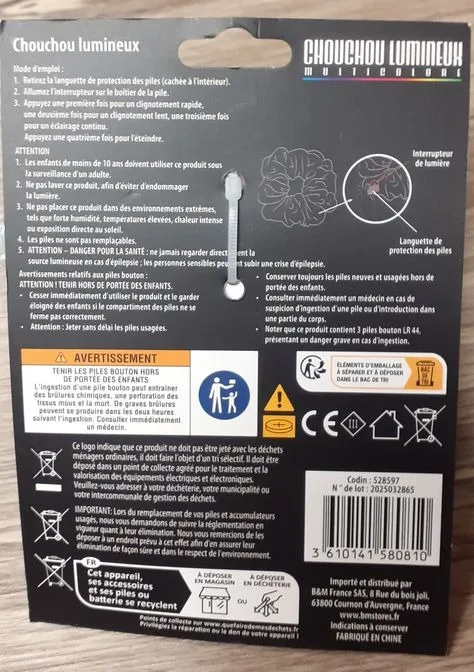 Chouchou lumineux
CHOUCHOU LUMINEUX
MULTICOLORE
Mode d'emploi :
1. Retirez la languette de protection des piles (cachée à l'intérieur).
2. Allumez l'interrupteur sur le boîtier de la pile.
3. Appuyez une première fois pour un clignotement rapide,
une deuxième fois pour un clignotement lent, une troisième fois
pour un éclairage continu.
Appuyez une quatrième fois pour l'éteindre.
ATTENTION
1. Les enfants de moins de 10 ans doivent utiliser ce produit sous
la surveillance d'un adulte.
2. Ne pas laver ce produit, afin d'éviter d'endommager
la lumière.
3. Ne pas placer ce produit dans des environnements extrêmes,
tels que forte humidité, températures élevées, chaleur intense
ou exposition directe au soleil.
4. Les piles ne sont pas remplaçables.
5. ATTENTION – DANGER POUR LA SANTÉ : ne jamais regarder directement la
source lumineuse en cas d'épilepsie : les personnes sensibles peuvent subir une crise d'épilepsie.
Interrupteur
de lumière
Languette de
protection des piles
Avertissements relatifs aux piles bouton :
ATTENTION ! TENIR HORS DE PORTÉE DES ENFANTS.
• Cesser immédiatement d'utiliser le produit et le garder
éloigné des enfants si le compartiment des piles ne se
ferme pas correctement.
• Attention : Jeter sans délai les piles usagées.
• Conserver toujours les piles neuves et usagées hors de
portée des enfants.
• Consulter immédiatement un médecin en cas de
suspicion d'ingestion d'une pile ou d'introduction dans
une partie du corps.
• Noter que ce produit contient 3 piles bouton LR 44,
présentant un danger grave en cas d'ingestion.
AVERTISSEMENT
TENIR LES PILES BOUTON HORS
DE PORTÉE DES ENFANTS
L'ingestion d'une pile bouton peut entraîner
des brûlures chimiques, une perforation des
tissus mous et la mort. De graves brûlures
peuvent se produire dans les deux heures
suivant l'ingestion. Consulter immédiatement
un médecin.
ÉLÉMENTS D'EMBALLAGE
À SÉPARER ET À DÉPOSER
DANS LE BAC DE TRI
BAC
DE
TRI
CE
III
Ce logo indique que ce produit ne doit pas être jeté avec les déchets
ménagers ordinaires, il doit faire l'objet d'un tri sélectif. Il doit être
déposé dans un point de collecte agréé pour le traitement et la
valorisation des équipements électriques et électroniques.
Veuillez-vous adresser à votre déchèterie, votre municipalité ou
votre intercommunale de gestion des déchets.
IMPORTANT: Lors du remplacement de vos piles et accumulateurs
usagés, nous vous demandons de suivre la réglementation en
vigueur quant à leur élimination. Nous vous remercions de les
déposer à un endroit prévu à cet effet afin d'en assurer leur
élimination de façon sûre et dans le respect de l'environnement.
Codin : 528597
N° de lot : 2025032865
3 610141 580810
FR
Cet appareil,
ses accessoires
et ses piles ou
batterie se recyclent
À DÉPOSER
EN MAGASIN
OU
À DÉPOSER
EN DÉCHÈTERIE
Points de collecte sur www.quefairedemesdechets.fr
Privilégiez la réparation ou le don de votre appareil !
Importé et distribué par
B&M France SAS, 8 Rue du bois joli,
63800 Cournon d'Auvergne, France
www.bmstores.fr
Indications à conserver
FABRIQUÉ EN CHINE